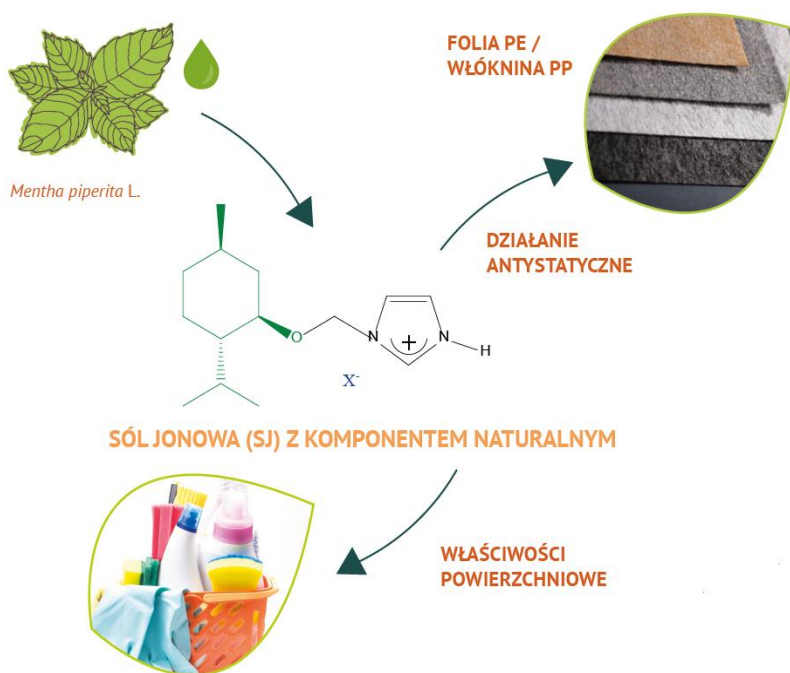 FOLIA PE /
WŁÓKNINA PP
Mentha piperita L.
DZIAŁANIE
ANTYSTATYCZNE
O
N
+
N
H
X-
SÓL JONOWA (SJ) Z KOMPONENTEM NATURALNYM
WŁAŚCIWOŚCI
POWIERZCHNIOWE